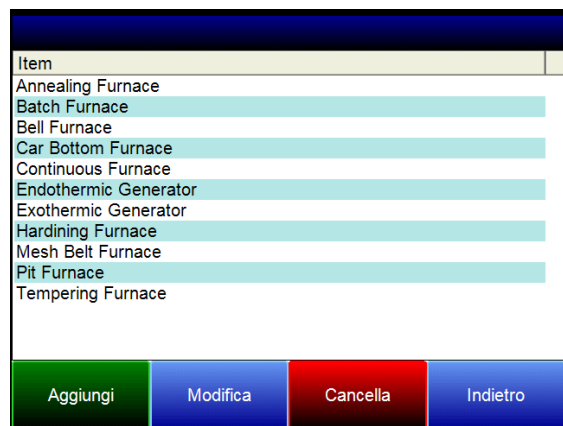 Item
Annealing Furnace
Batch Furnace
Bell Furnace
Car Bottom Furnace
Continuous Furnace
Endothermic Generator
Exothermic Generator
Hardining Furnace
Mesh Belt Furnace
Pit Furnace
Tempering Furnace
Aggiungi Modifica Cancella Indietro